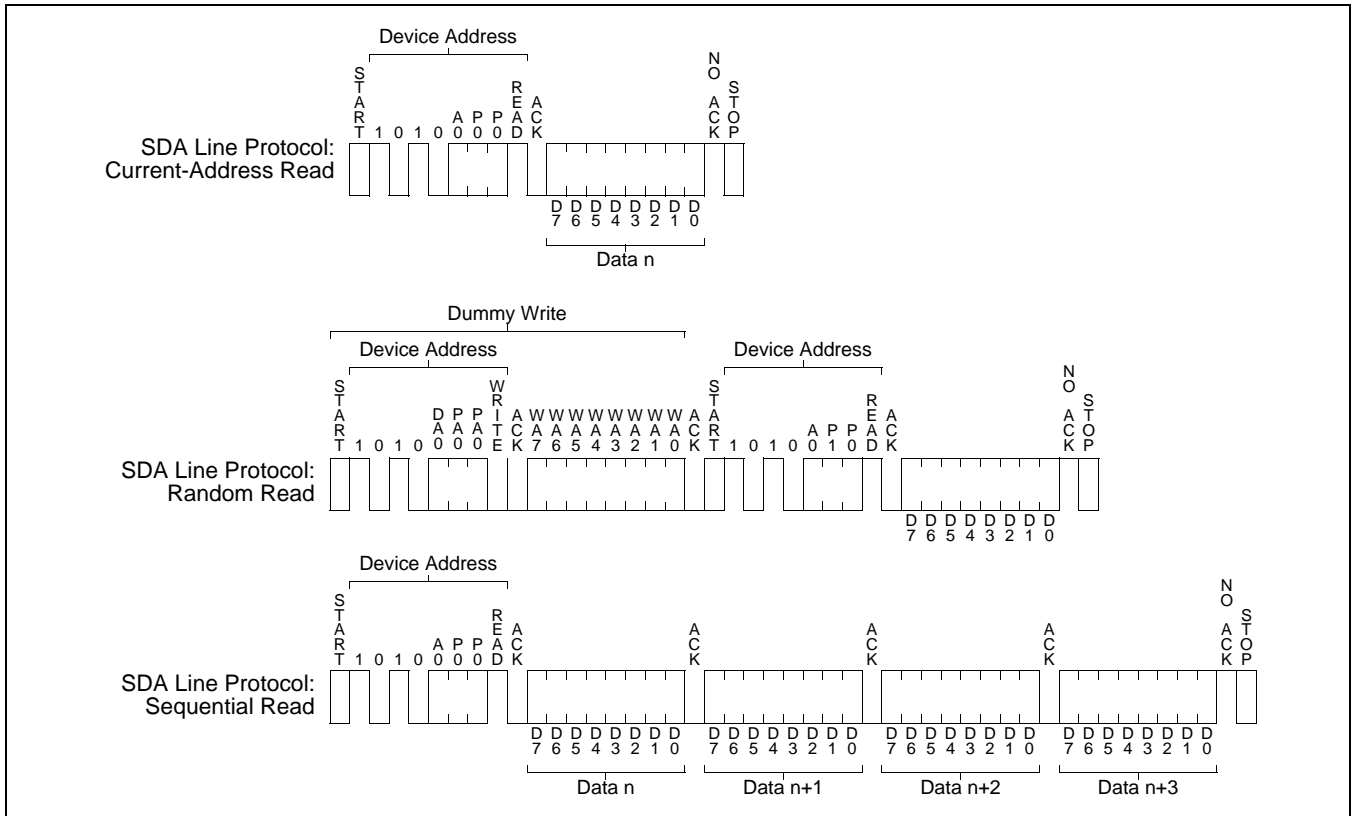 Device Address
START 1 0 1 0 A0 P0 P0 READ ACK NO ACK STOP
SDA Line Protocol:
Current-Address Read
D7 D6 D5 D4 D3 D2 D1 D0
Data n
Dummy Write
Device Address Device Address
START 1 0 1 0 DA0 PA0 PA0 WRITE ACK WA7 WA6 WA5 WA4 WA3 WA2 WA1 WA0 ACK START 1 0 1 0 A0 P1 P0 READ ACK NO ACK STOP
SDA Line Protocol:
Random Read
D7 D6 D5 D4 D3 D2 D1 D0
Device Address
START 1 0 1 0 A0 P0 P0 READ ACK ACK ACK ACK NO ACK STOP
SDA Line Protocol:
Sequential Read
D7 D6 D5 D4 D3 D2 D1 D0 D7 D6 D5 D4 D3 D2 D1 D0 D7 D6 D5 D4 D3 D2 D1 D0 D7 D6 D5 D4 D3 D2 D1 D0
Data n Data n+1 Data n+2 Data n+3